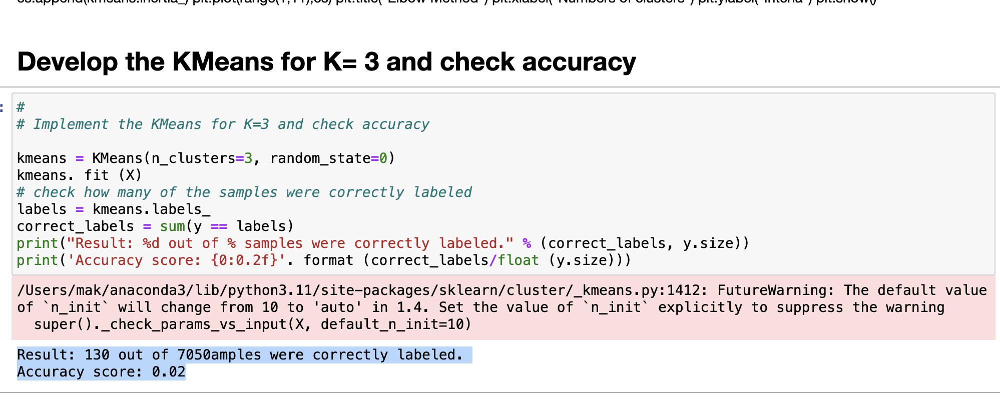 cs.append(kmeans.inertia_) plt.plot(range(1,11),cs) plt.title( Elbow Method ) plt.xlabel( Numbers of clusters ) plt.ylabel( ) plt.show()
Develop the KMeans for K= 3 and check accuracy
:
#
# Implement the KMeans for K=3 and check accuracy
kmeans = KMeans(n_clusters=3, random_state=0)
kmeans. fit (X)
# check how many of the samples were correctly labeled
labels = kmeans.labels_
correct_labels = sum(y == labels)
print("Result: %d out of % samples were correctly labeled." % (correct_labels, y.size))
print('Accuracy score: {0:0.2f}'. format (correct_labels/float (y.size)))
/Users/mak/anaconda3/lib/python3.11/site-packages/sklearn/cluster/_kmeans.py:1412: FutureWarning: The default value
of `n_init` will change from 10 to 'auto' in 1.4. Set the value of `n_init` explicitly to suppress the warning
super()._check_params_vs_input(X, default_n_init=10)
Result: 130 out of 7050amples were correctly labeled.
Accuracy score: 0.02